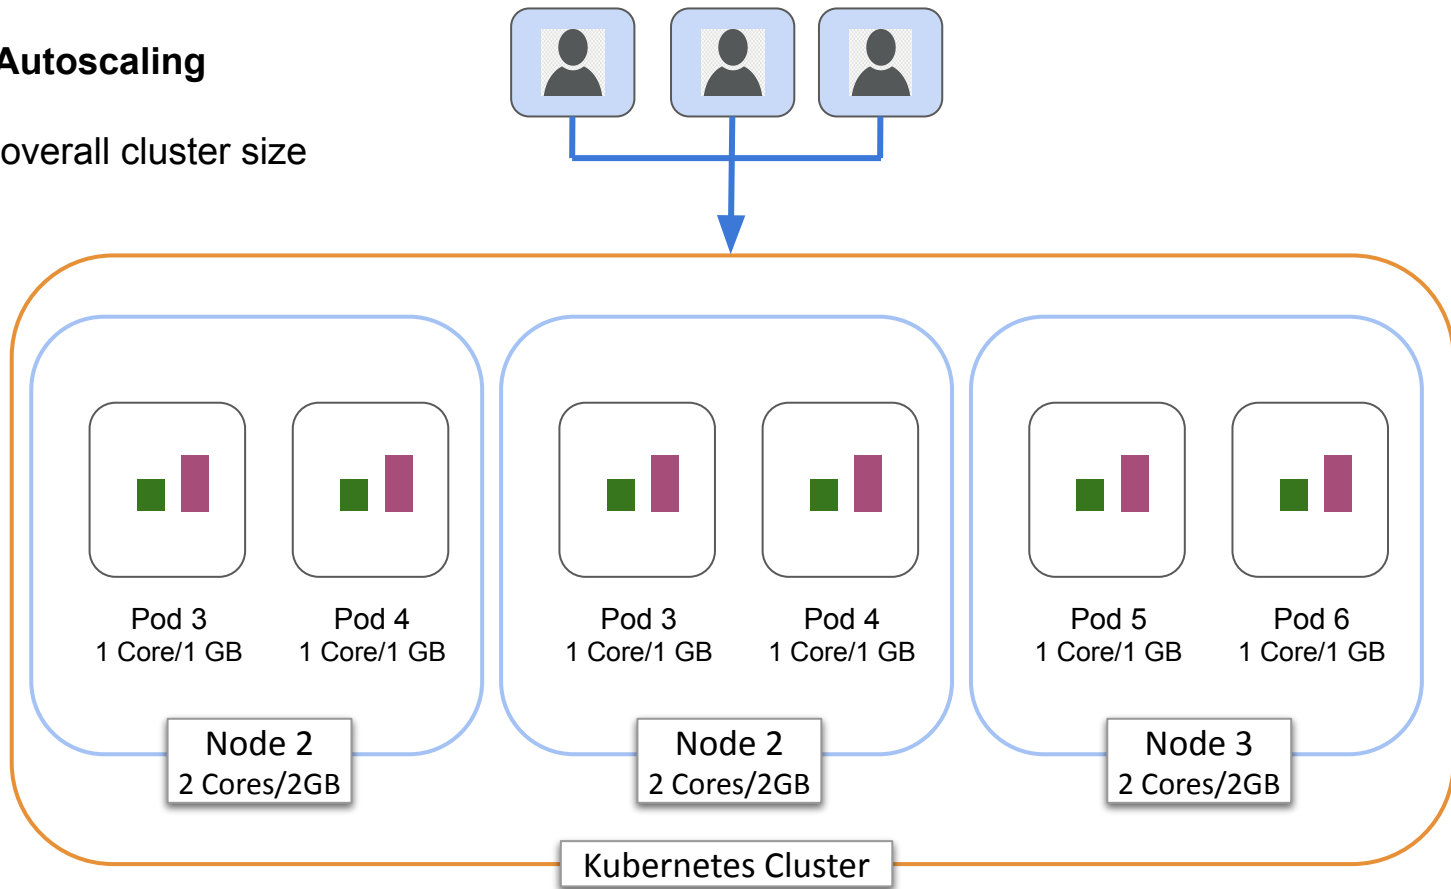 Autoscaling
overall cluster size
Pod 3
1 Core/1 GB
Pod 4
1 Core/1 GB
Node 2
2 Cores/2GB
Pod 3
1 Core/1 GB
Pod 4
1 Core/1 GB
Node 2
2 Cores/2GB
Pod 5
1 Core/1 GB
Pod 6
1 Core/1 GB
Node 3
2 Cores/2GB
Kubernetes Cluster